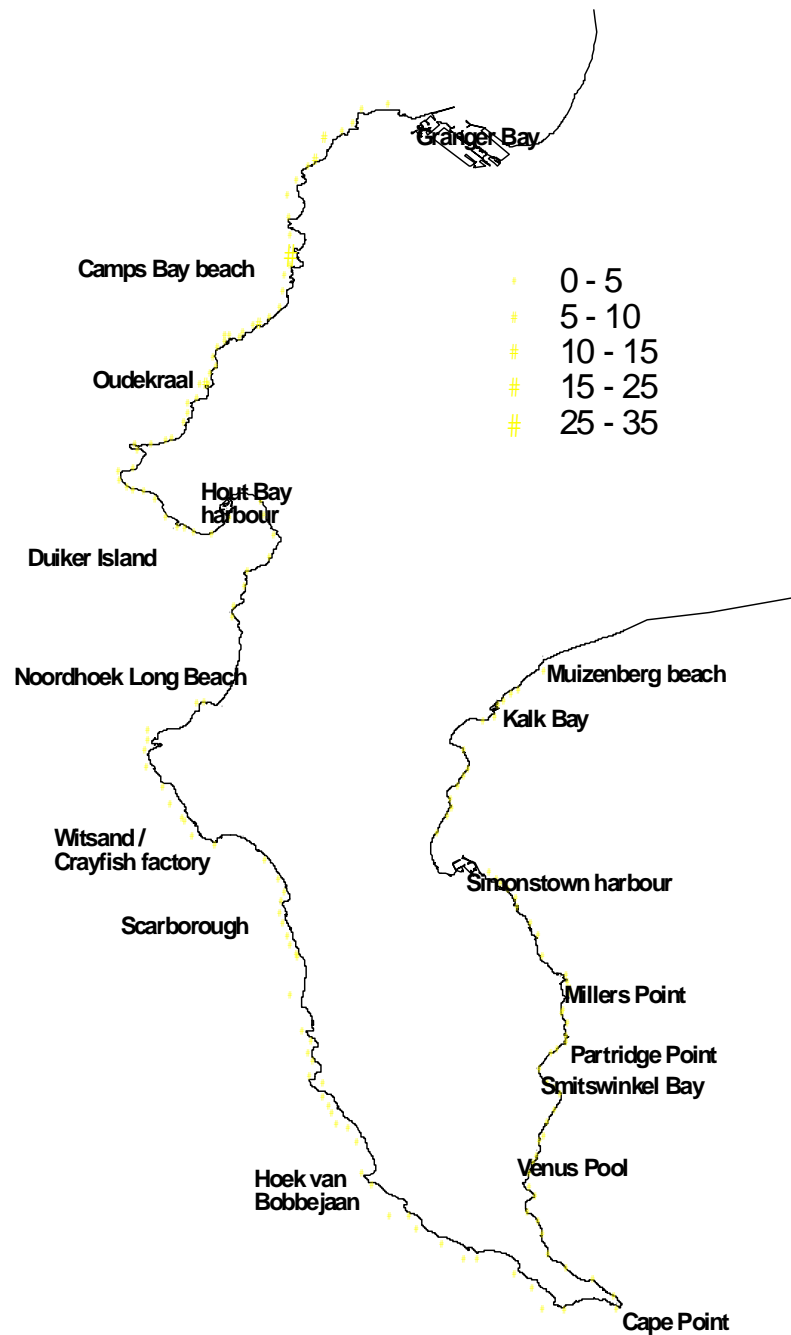 Granger Bay
Camps Bay beach
0 - 5
5 - 10
10 - 15
15 - 25
25 - 35
Oudekraal
Hout Bay
harbour
Duiker Island
Noordhoek Long Beach
Muizenberg beach
Kalk Bay
Witsand /
Crayfish factory
Simonstown harbour
Scarborough
Millers Point
Partridge Point
Smitswinkel Bay
Venus Pool
Hoek van
Bobbejaan
Cape Point